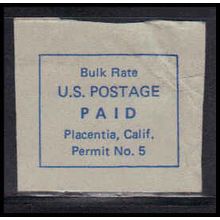 Bulk Rate
U.S. POSTAGE
PAID
Placentia, Calif.
Permit No. 5